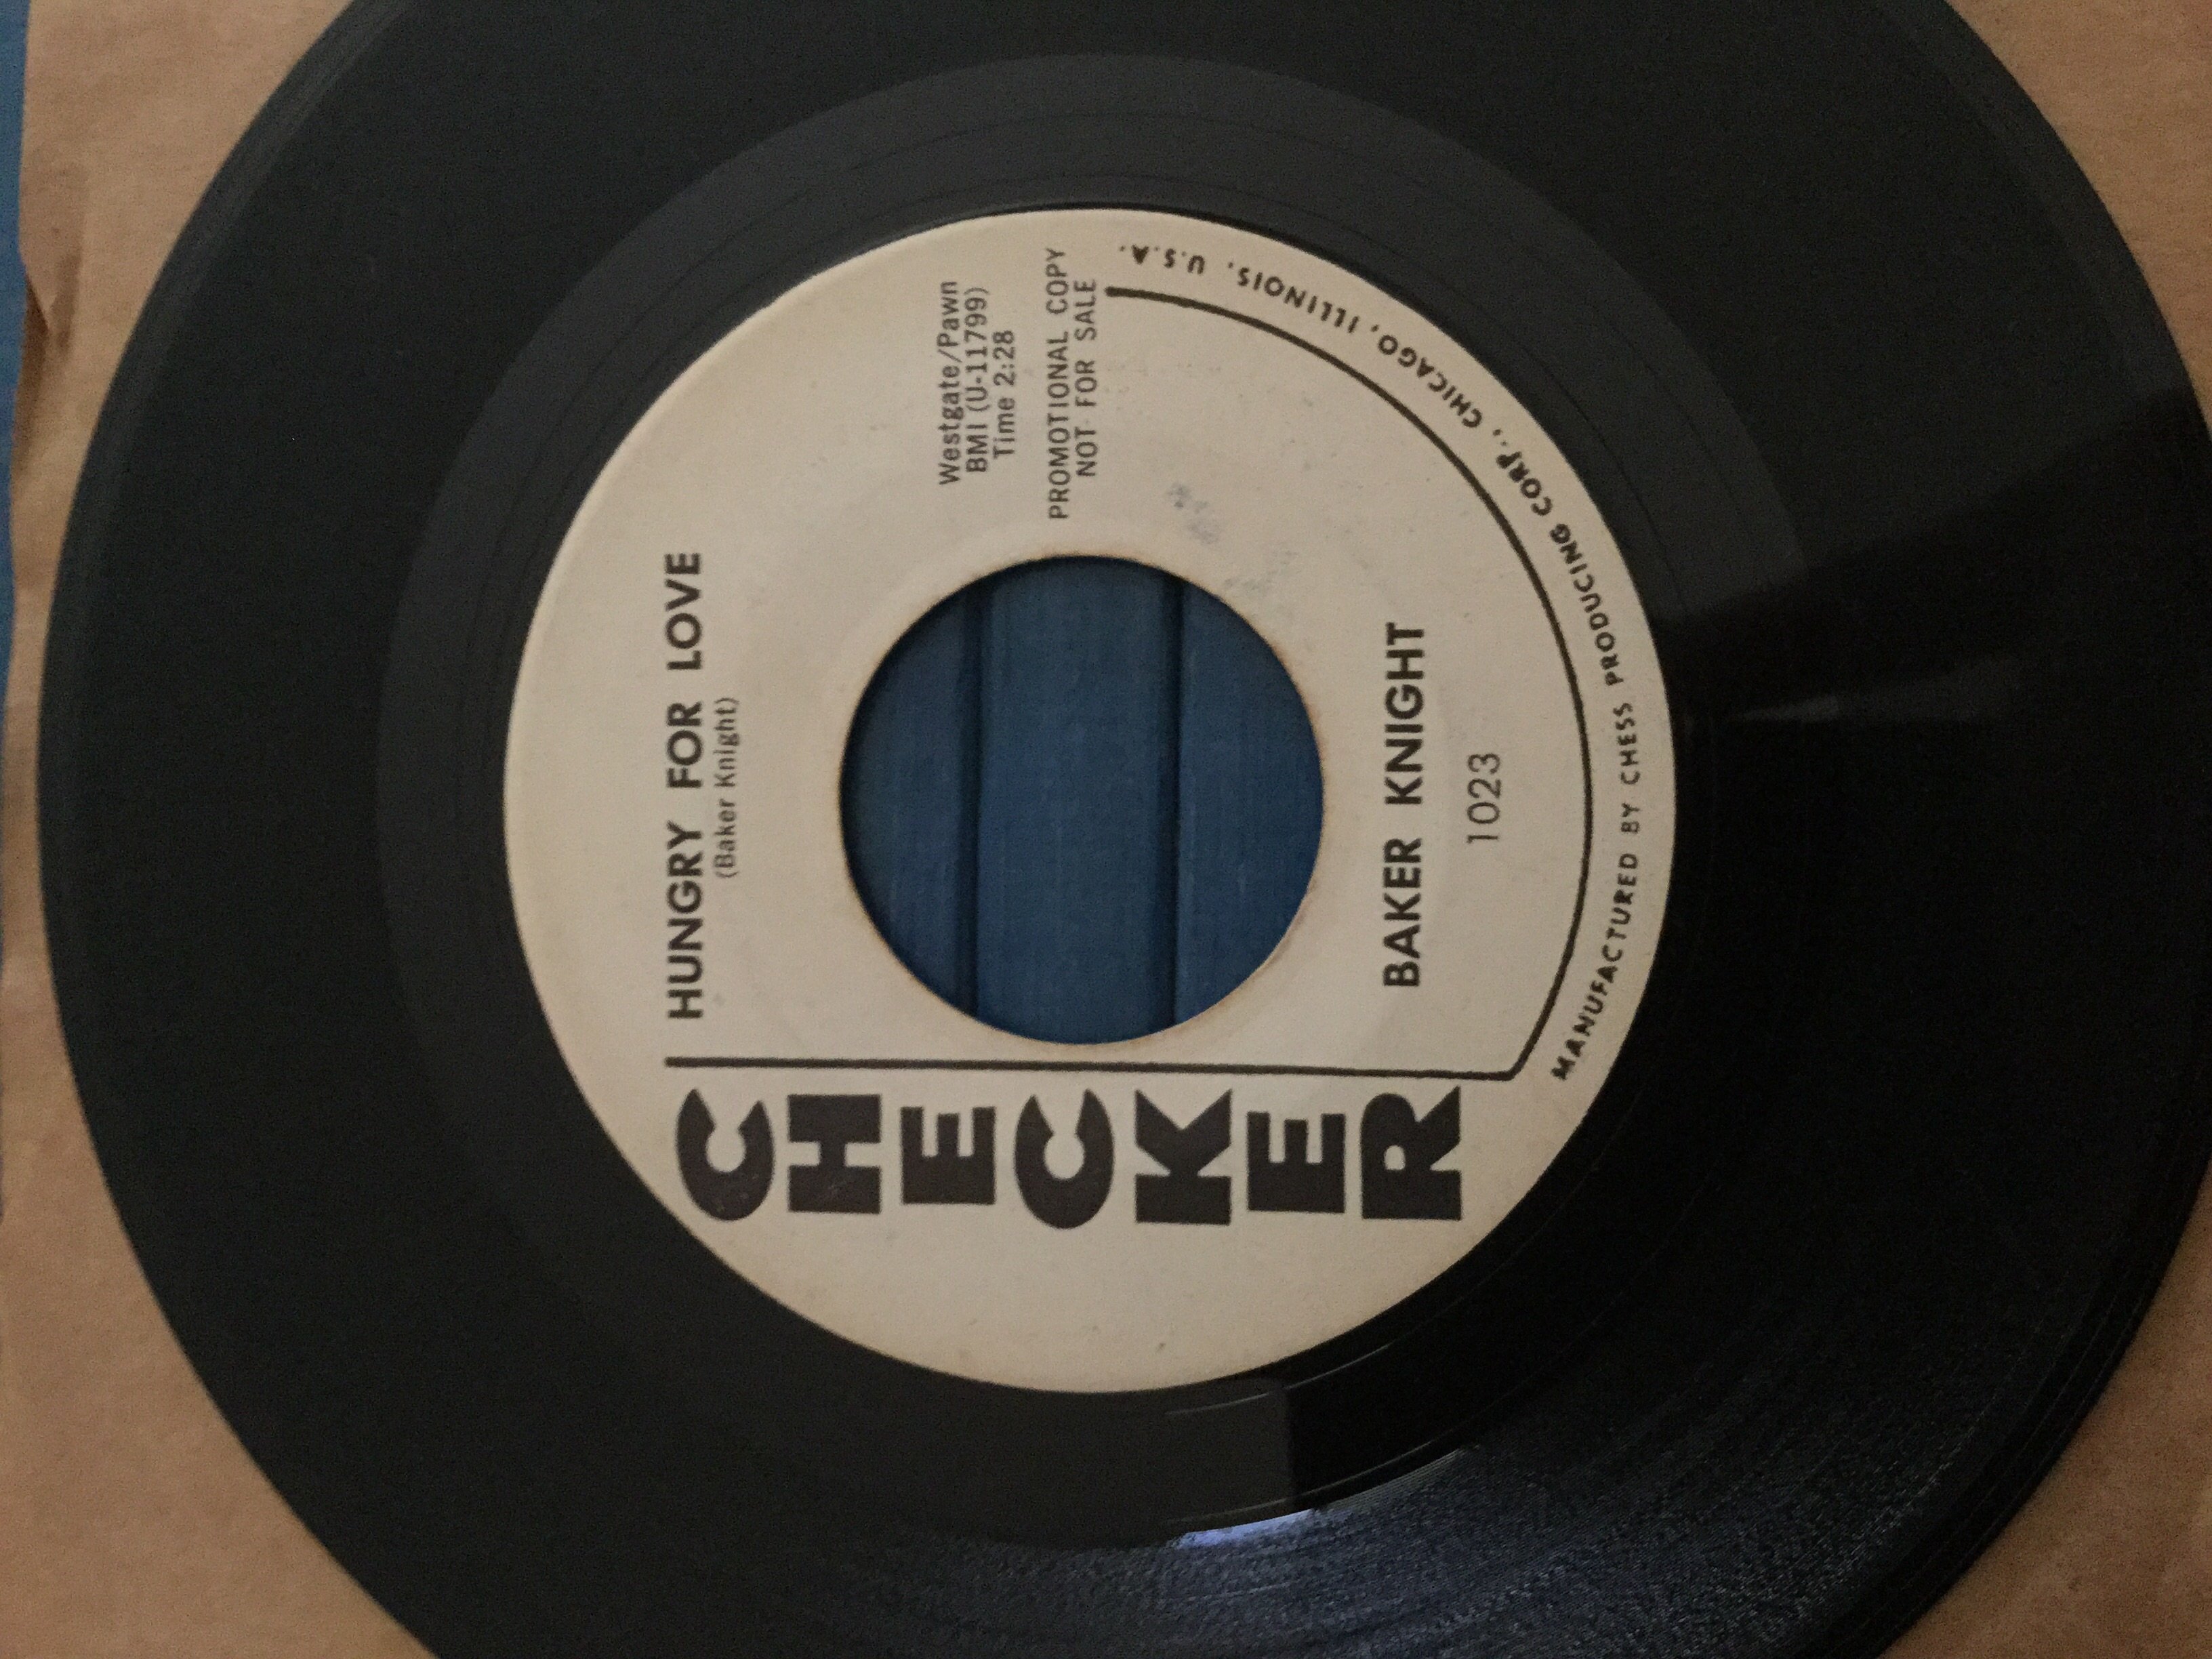 CHECKER
HUNGRY FOR LOVE
(Baker Knight)
Westgate/Pawn
BMI (U-11799)
Time 2:28
PROMOTIONAL COPY
NOT FOR SALE
BAKER KNIGHT
1023
MANUFACTURED BY CHESS PRODUCING CORP., CHICAGO, ILLINOIS, U.S.A.